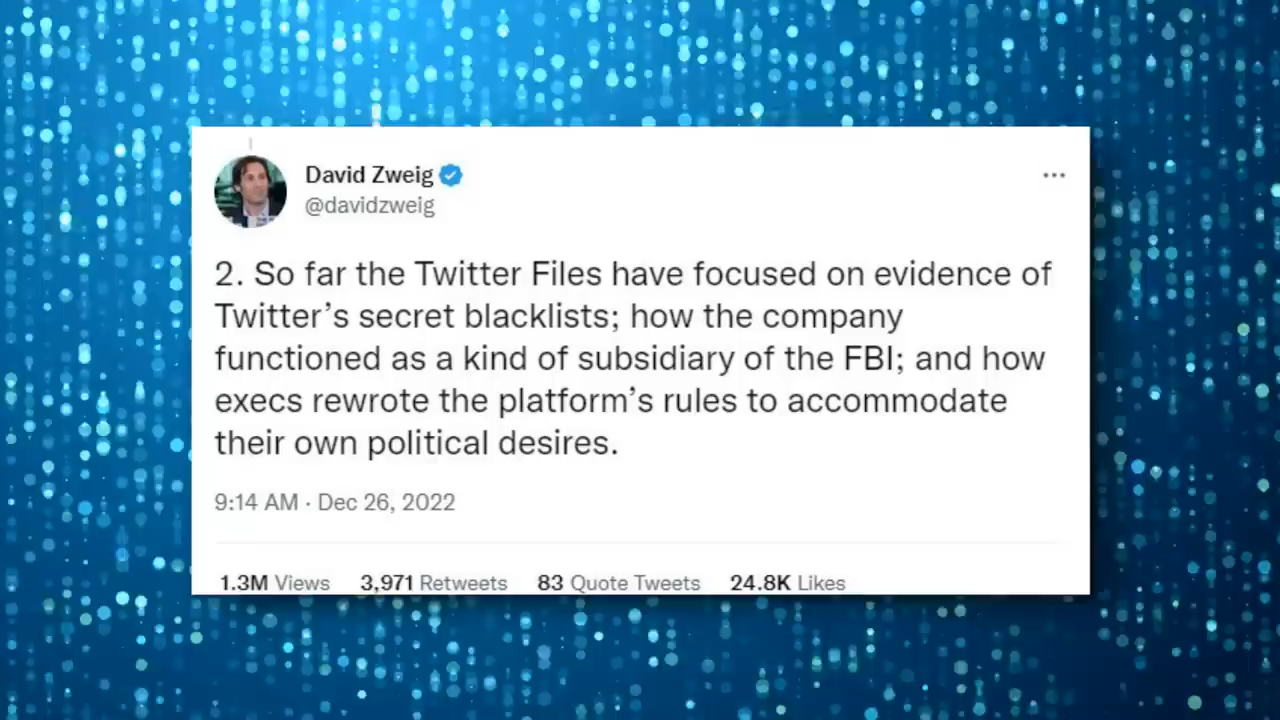 David Zweig
@davidzweig
2. So far the Twitter Files have focused on evidence of
Twitter’s secret blacklists; how the company
functioned as a kind of subsidiary of the FBI; and how
execs rewrote the platform’s rules to accommodate
their own political desires.
9:14 AM · Dec 26, 2022
1.3M Views 3,971 Retweets 83 Quote Tweets 24.8K Likes